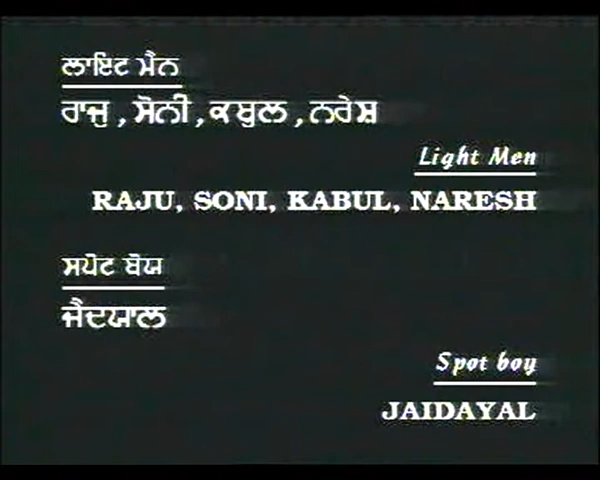 ਲਾਇਟ ਮੈਨ
ਰਾਜੁ , ਸੋਨੀ , ਕਬੁਲ , ਨਰੇਸ਼
Light Men
RAJU, SONI, KABUL, NARESH
ਸਪੋਟ ਬੋਯ
ਜੈਦਯਾਲ
Spot boy
JAIDAYAL